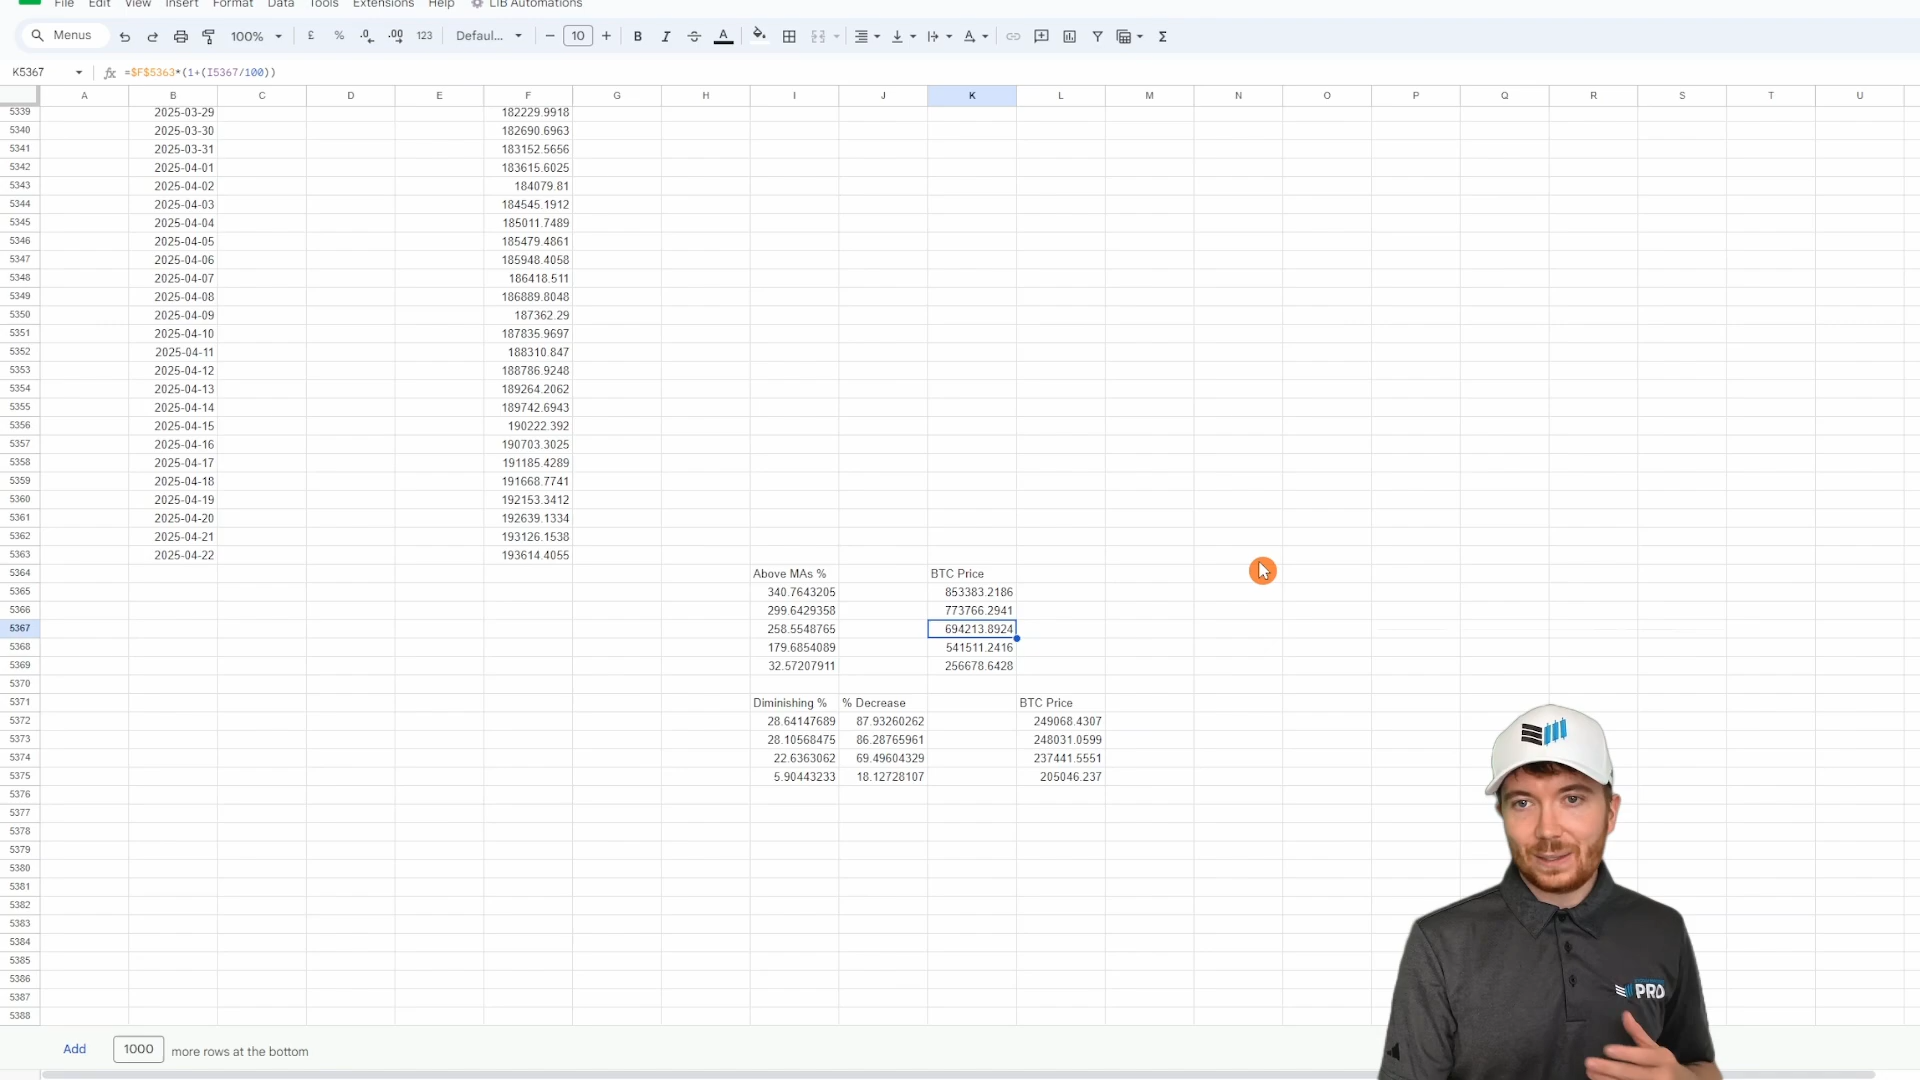 File Edit View Insert Format Data Tools Extensions Help LIB Automations
Menus 100% £ % .0 .00 123 Defaul... − 10 + B I A Σ
K5367 fx =$F$5363*(1+(I5367/100))
A B C D E F G H I J K L M N O P Q R S T U
5339 2025-03-29 182229.9918
5340 2025-03-30 182690.6963
5341 2025-03-31 183152.5656
5342 2025-04-01 183615.6025
5343 2025-04-02 184079.81
5344 2025-04-03 184545.1912
5345 2025-04-04 185011.7489
5346 2025-04-05 185479.4861
5347 2025-04-06 185948.4058
5348 2025-04-07 186418.511
5349 2025-04-08 186889.8048
5350 2025-04-09 187362.29
5351 2025-04-10 187835.9697
5352 2025-04-11 188310.847
5353 2025-04-12 188786.9248
5354 2025-04-13 189264.2062
5355 2025-04-14 189742.6943
5356 2025-04-15 190222.392
5357 2025-04-16 190703.3025
5358 2025-04-17 191185.4289
5359 2025-04-18 191668.7741
5360 2025-04-19 192153.3412
5361 2025-04-20 192639.1334
5362 2025-04-21 193126.1538
5363 2025-04-22 193614.4055
5364 Above MAs % BTC Price
5365 340.7643205 853383.2186
5366 299.6429358 773766.2941
5367 258.5548765 694213.8924
5368 179.6854089 541511.2416
5369 32.57207911 256678.6428
5370
5371 Diminishing % % Decrease BTC Price
5372 28.64147689 87.93260262 249068.4307
5373 28.10568475 86.28765961 248031.0599
5374 22.6363062 69.49604329 237441.5551
5375 5.90443233 18.12728107 205046.237
5376
5377
5378
5379
5380
5381
5382
5383
5384
5385
5386
5387
5388
PRO
Add 1000 more rows at the bottom